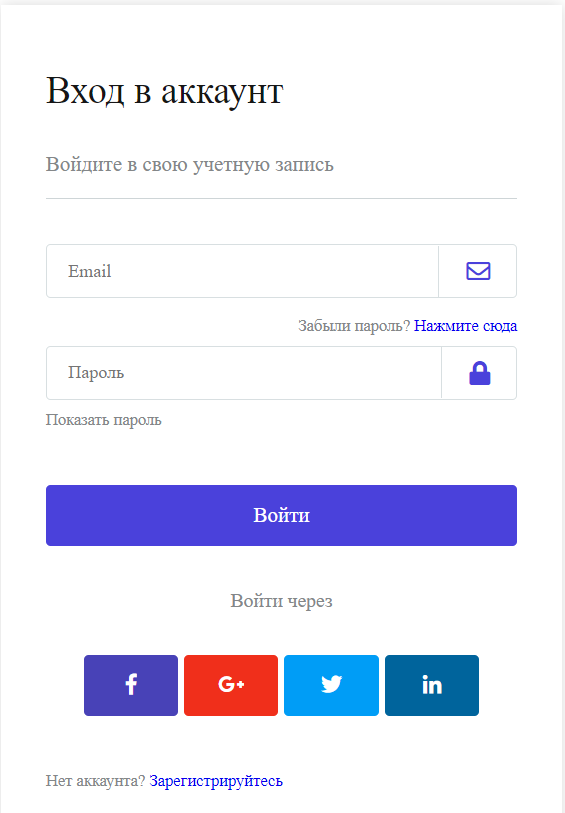 Вход в аккаунт
Войдите в свою учетную запись
Email
Забыли пароль? Нажмите сюда
Пароль
Показать пароль
Войти
Войти через
f G+ in
Нет аккаунта? Зарегистрируйтесь